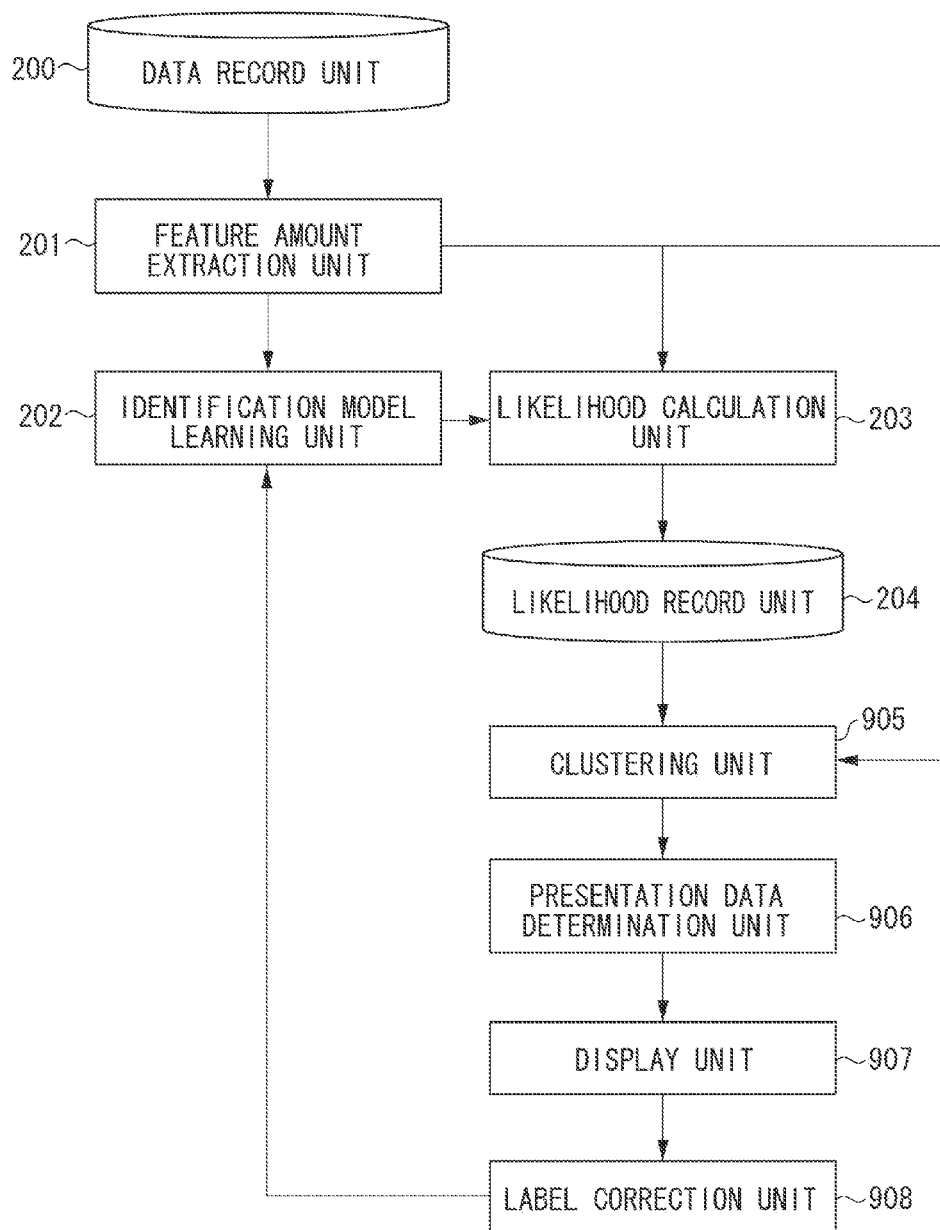 200
DATA RECORD UNIT
201
FEATURE AMOUNT
EXTRACTION UNIT
202
IDENTIFICATION MODEL
LEARNING UNIT
LIKELIHOOD CALCULATION
UNIT
203
LIKELIHOOD RECORD UNIT
204
905
CLUSTERING UNIT
PRESENTATION DATA
DETERMINATION UNIT
906
DISPLAY UNIT
907
LABEL CORRECTION UNIT
908